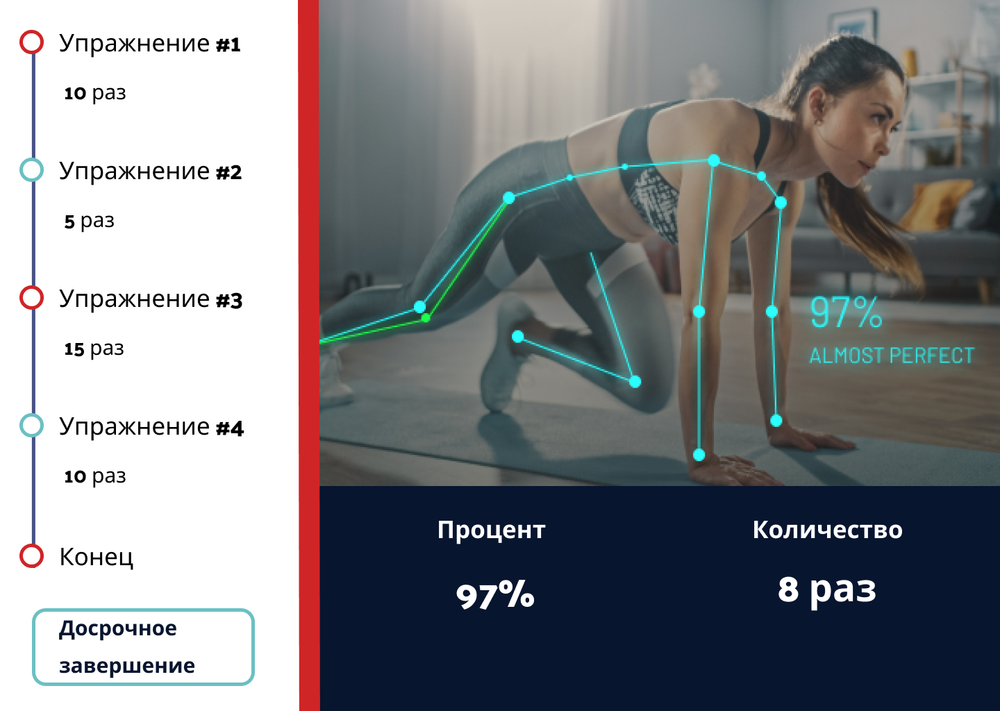 Упражнение #1
10 раз
Упражнение #2
5 раз
Упражнение #3
15 раз
Упражнение #4
10 раз
Конец
Досрочное
завершение
97%
ALMOST PERFECT
Процент
Количество
97%
8 раз